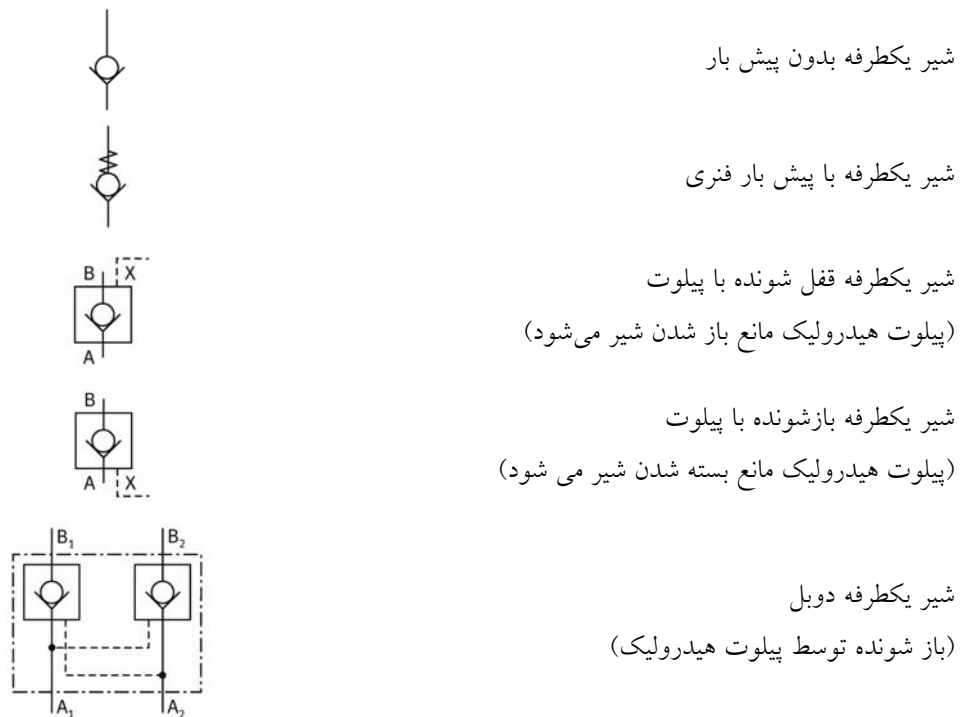 شیر یکطرفه بدون پیش بار
شیر یکطرفه با پیش بار فنری
B X
شیر یکطرفه قفل شونده با پیلوت
(پیلوت هیدرولیک مانع باز شدن شیر می‌شود)
A
B
شیر یکطرفه بازشونده با پیلوت
(پیلوت هیدرولیک مانع بسته شدن شیر می شود)
A X
B₁ B₂
شیر یکطرفه دوبل
(باز شونده توسط پیلوت هیدرولیک)
A₁ A₂